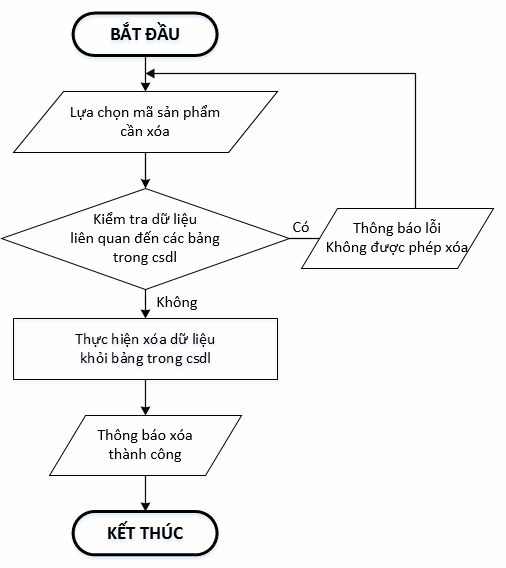 BẮT ĐẦU
Lựa chọn mã sản phẩm
cần xóa
Kiểm tra dữ liệu
liên quan đến các bảng
trong csdl
Có
Thông báo lỗi
Không được phép xóa
Không
Thực hiện xóa dữ liệu
khỏi bảng trong csdl
Thông báo xóa
thành công
KẾT THÚC